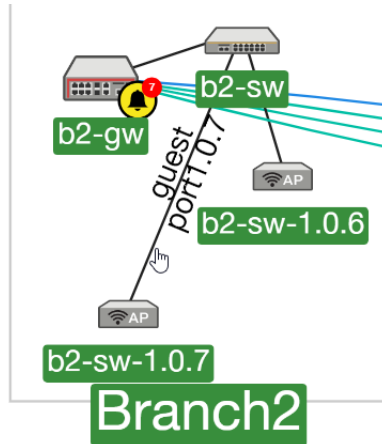 7
b2-sw
b2-gw
guest
port1.0.7
AP
b2-sw-1.0.6
AP
b2-sw-1.0.7
Branch2